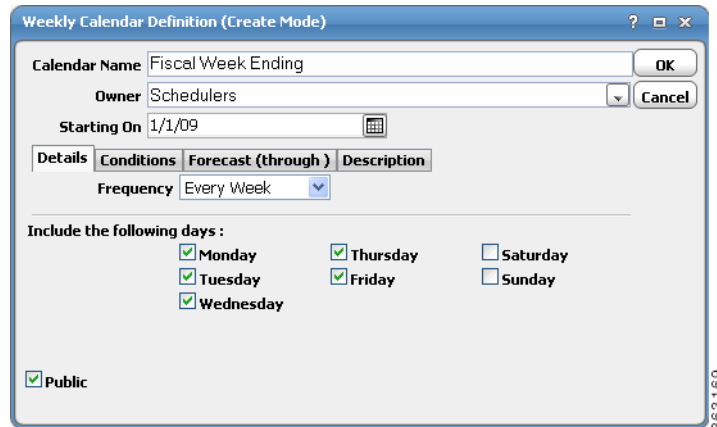 Weekly Calendar Definition (Create Mode) ?
Calendar Name Fiscal Week Ending OK
Owner Schedulers Cancel
Starting On 1/1/09
Details Conditions Forecast (through ) Description
Frequency Every Week
Include the following days :
Monday Thursday Saturday
Tuesday Friday Sunday
Wednesday
Public